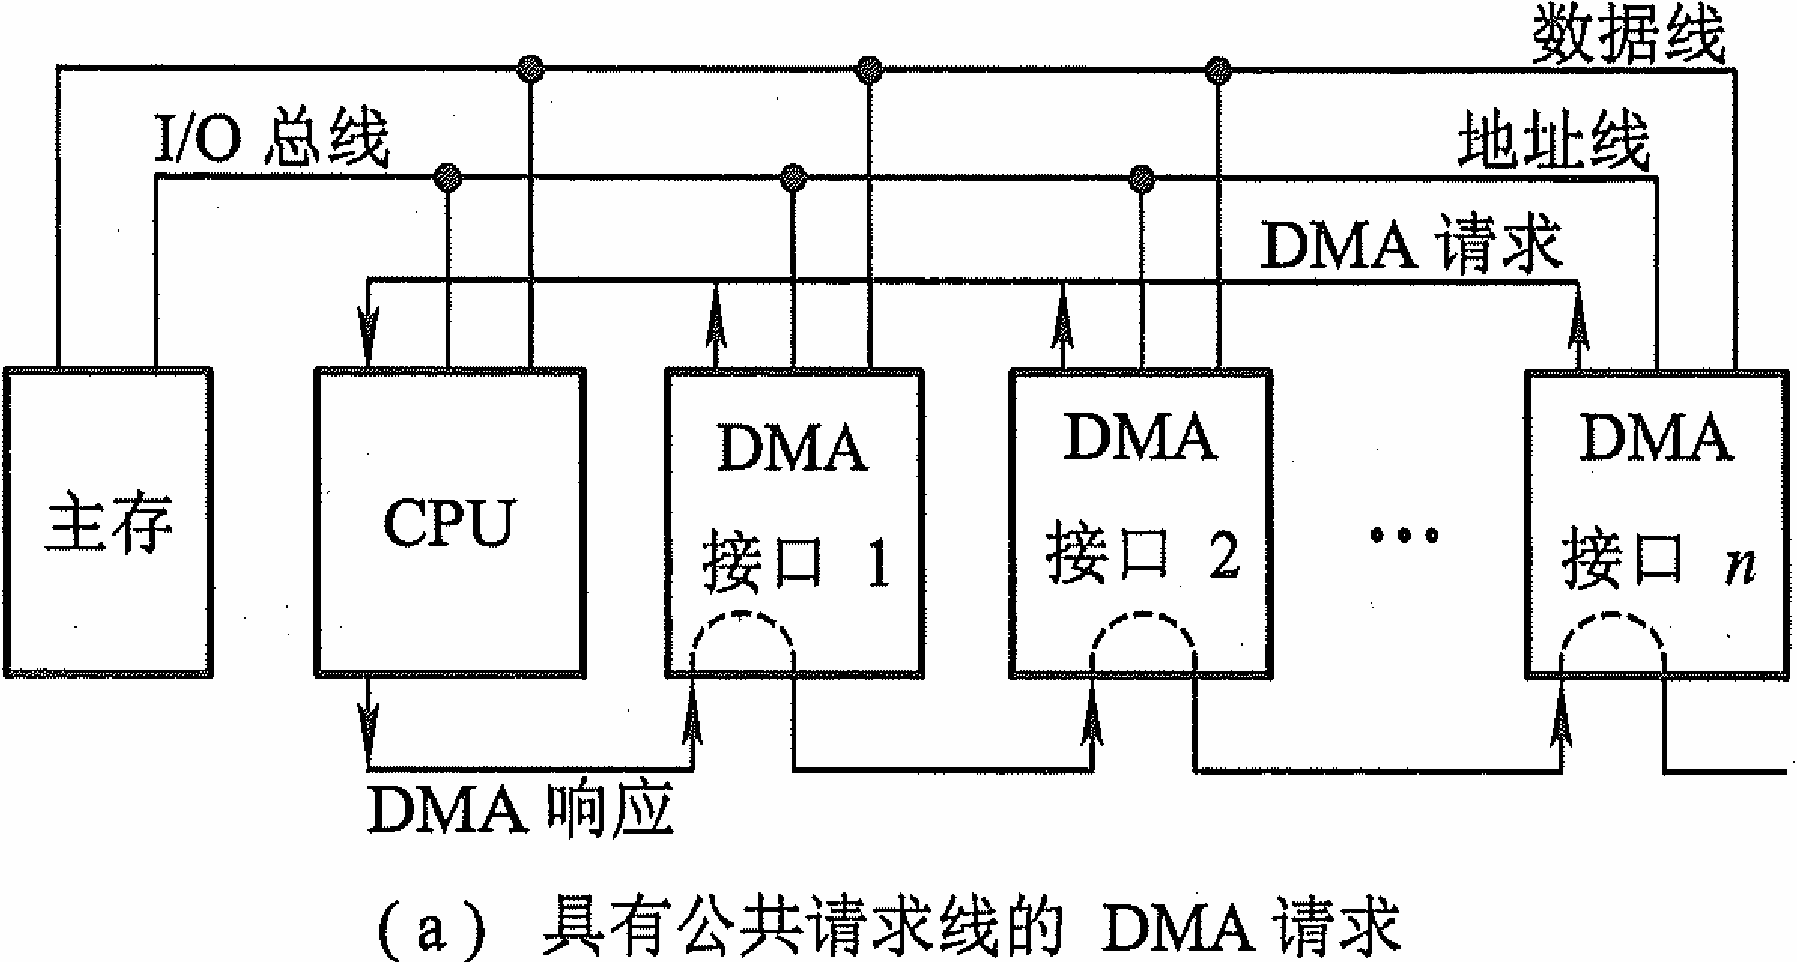 数据线
I/O 总线
地址线
DMA 请求
主存
CPU
DMA
接口 1
DMA
接口 2
···
DMA
接口 n
DMA 响应
(a) 具有公共请求线的 DMA 请求